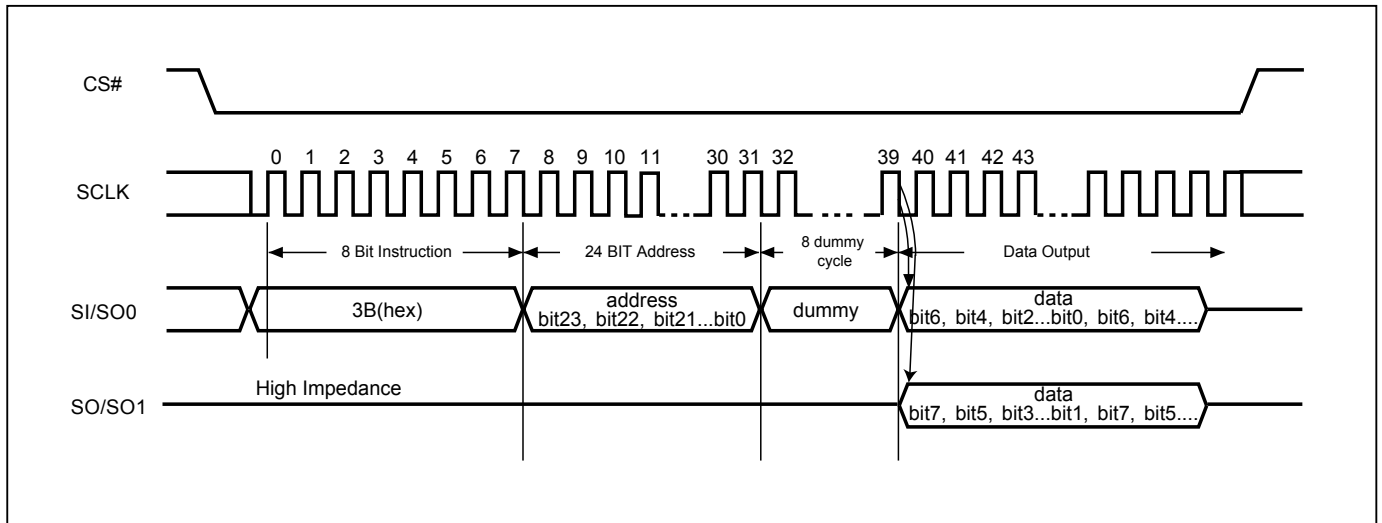 CS#
0 1 2 3 4 5 6 7 8 9 10 11 30 31 32 39 40 41 42 43
SCLK
8 Bit Instruction
24 BIT Address
8 dummy
cycle
Data Output
SI/SO0
3B(hex)
address
bit23, bit22, bit21...bit0
dummy
data
bit6, bit4, bit2...bit0, bit6, bit4....
High Impedance
SO/SO1
data
bit7, bit5, bit3...bit1, bit7, bit5....